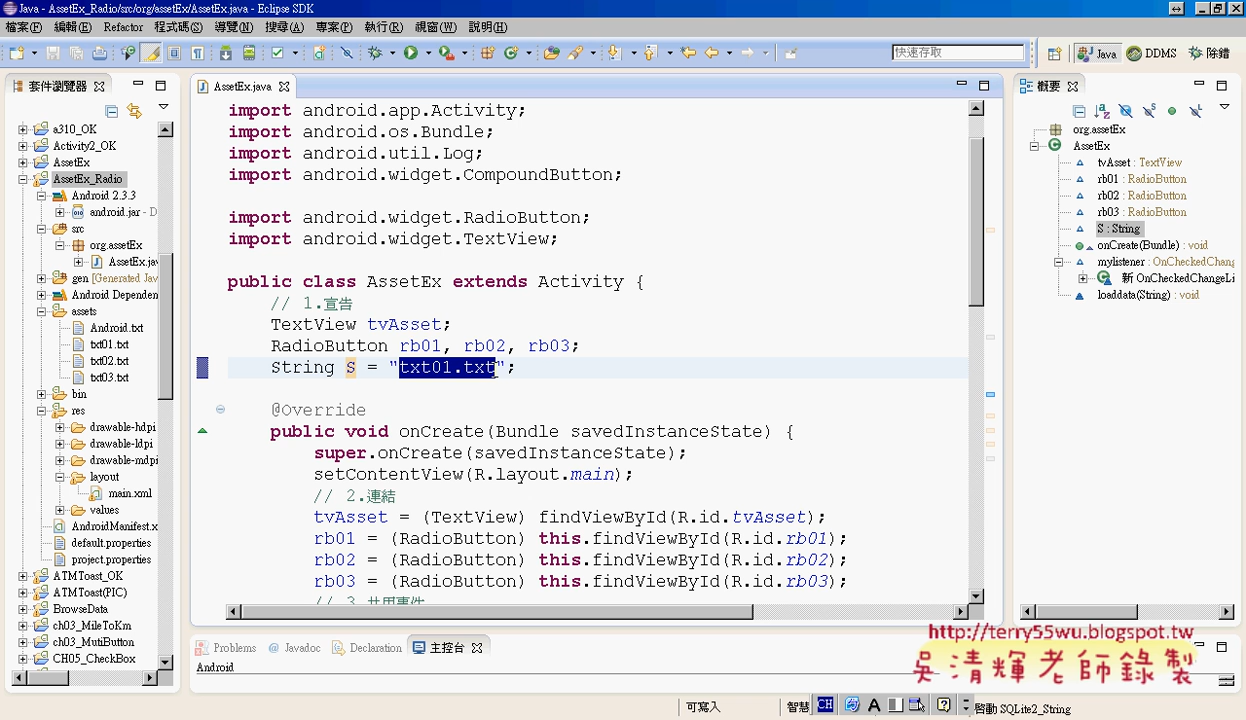 Java - AssetEx_Radio/src/org/assetEx/AssetEx.java - Eclipse SDK
檔案(F) 編輯(E) Refactor 程式碼(S) 導覽(N) 搜尋(A) 專案(P) 執行(R) 視窗(W) 說明(H)
快速存取
Java DDMS 除錯
套件瀏覽器
a310_OK
Activity2_OK
AssetEx
AssetEx_Radio
Android 2.3.3
android.jar - D
src
org.assetEx
AssetEx.jav
gen [Generated Jav
Android Dependen
assets
Android.txt
txt01.txt
txt02.txt
txt03.txt
bin
res
drawable-hdpi
drawable-ldpi
drawable-mdpi
layout
main.xml
values
AndroidManifest.x
default.properties
project.properties
ATMToast_OK
ATMToast(PIC)
BrowseData
ch03_MileToKm
ch03_MutiButton
CH05_CheckBox
AssetEx.java
import android.app.Activity;
import android.os.Bundle;
import android.util.Log;
import android.widget.CompoundButton;
import android.widget.RadioButton;
import android.widget.TextView;
public class AssetEx extends Activity {
// 1.宣告
TextView tvAsset;
RadioButton rb01, rb02, rb03;
String S = "txt01.txt";
@Override
public void onCreate(Bundle savedInstanceState) {
super.onCreate(savedInstanceState);
setContentView(R.layout.main);
// 2.連結
tvAsset = (TextView) findViewById(R.id.tvAsset);
rb01 = (RadioButton) this.findViewById(R.id.rb01);
rb02 = (RadioButton) this.findViewById(R.id.rb02);
rb03 = (RadioButton) this.findViewById(R.id.rb03);
// 3.共用事件
概要
org.assetEx
AssetEx
tvAsset : TextView
rb01 : RadioButton
rb02 : RadioButton
rb03 : RadioButton
S : String
onCreate(Bundle) : void
mylistener : OnCheckedChang
新 OnCheckedChangeLi
loaddata(String) : void
Problems Javadoc Declaration 主控台
Android
http://terry55wu.blogspot.tw
吳清輝老師錄製
可寫入 智慧 CH A 啓動 SQLite2_String